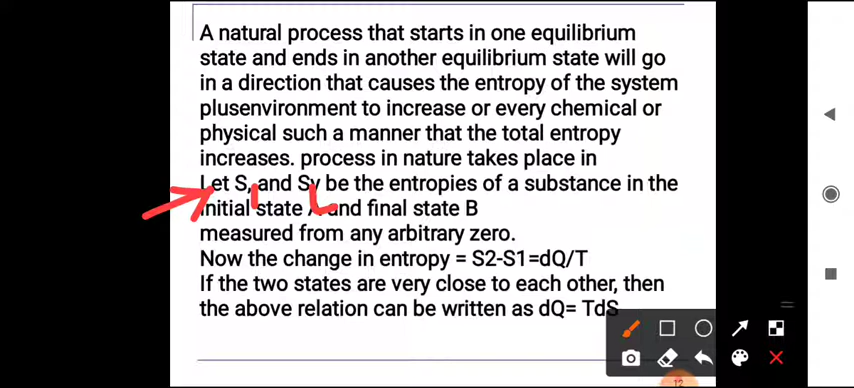 A natural process that starts in one equilibrium
state and ends in another equilibrium state will go
in a direction that causes the entropy of the system
plusenvironment to increase or every chemical or
physical such a manner that the total entropy
increases. process in nature takes place in
Let S, and Sy be the entropies of a substance in the
initial state A and final state B
measured from any arbitrary zero.
Now the change in entropy = S2-S1=dQ/T
If the two states are very close to each other, then
the above relation can be written as dQ= TdS
12